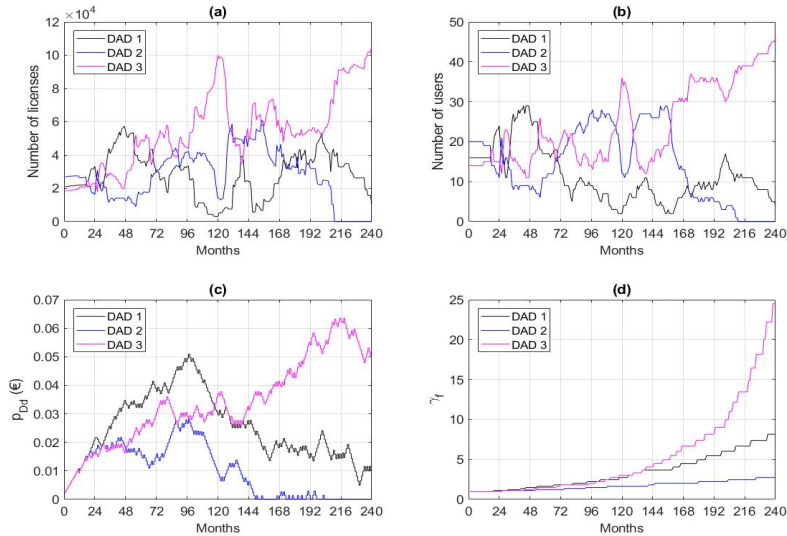 (a)
× 10^4
12
10
8
6
4
2
0
Number of licenses
DAD 1
DAD 2
DAD 3
0 24 48 72 96 120 144 168 192 216 240
Months
(b)
50
40
30
20
10
0
Number of users
DAD 1
DAD 2
DAD 3
0 24 48 72 96 120 144 168 192 216 240
Months
(c)
0.07
0.06
0.05
0.04
0.03
0.02
0.01
0
p_Dd (€)
DAD 1
DAD 2
DAD 3
0 24 48 72 96 120 144 168 192 216 240
Months
(d)
25
20
15
10
5
0
γ_f
DAD 1
DAD 2
DAD 3
0 24 48 72 96 120 144 168 192 216 240
Months